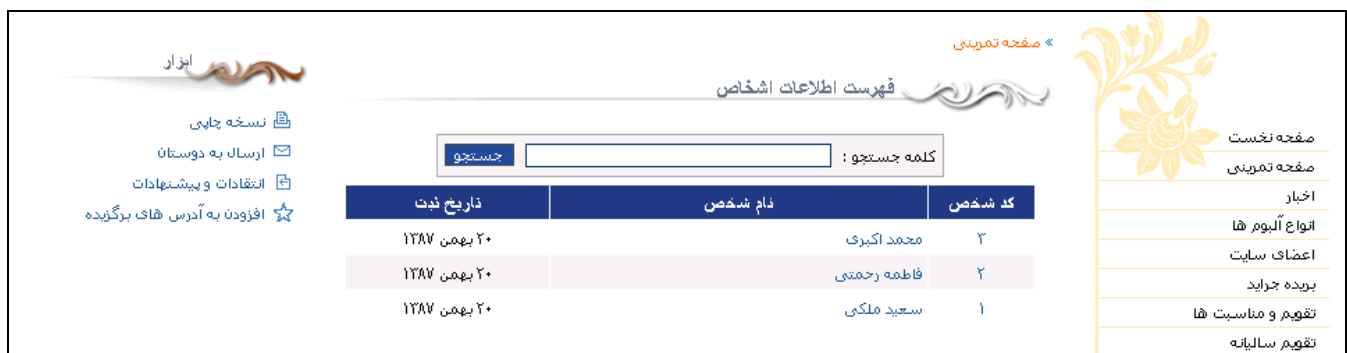 » صفحه تمرینی
فهرست اطلاعات اشخاص
کلمه جستجو :
جستجو
کد شخص نام شخص تاریخ ثبت
۳ محمد اکبری ۲۰ بهمن ۱۳۸۷
۲ فاطمه رحمتی ۲۰ بهمن ۱۳۸۷
۱ سعید ملکی ۲۰ بهمن ۱۳۸۷
صفحه نخست
صفحه تمرینی
اخبار
انواع آلبوم ها
اعضای سایت
بریده جراید
تقویم و مناسبت ها
تقویم سالیانه
ابزار
نسخه چاپی
ارسال به دوستان
انتقادات و پیشنهادات
افزودن به آدرس های برگزیده